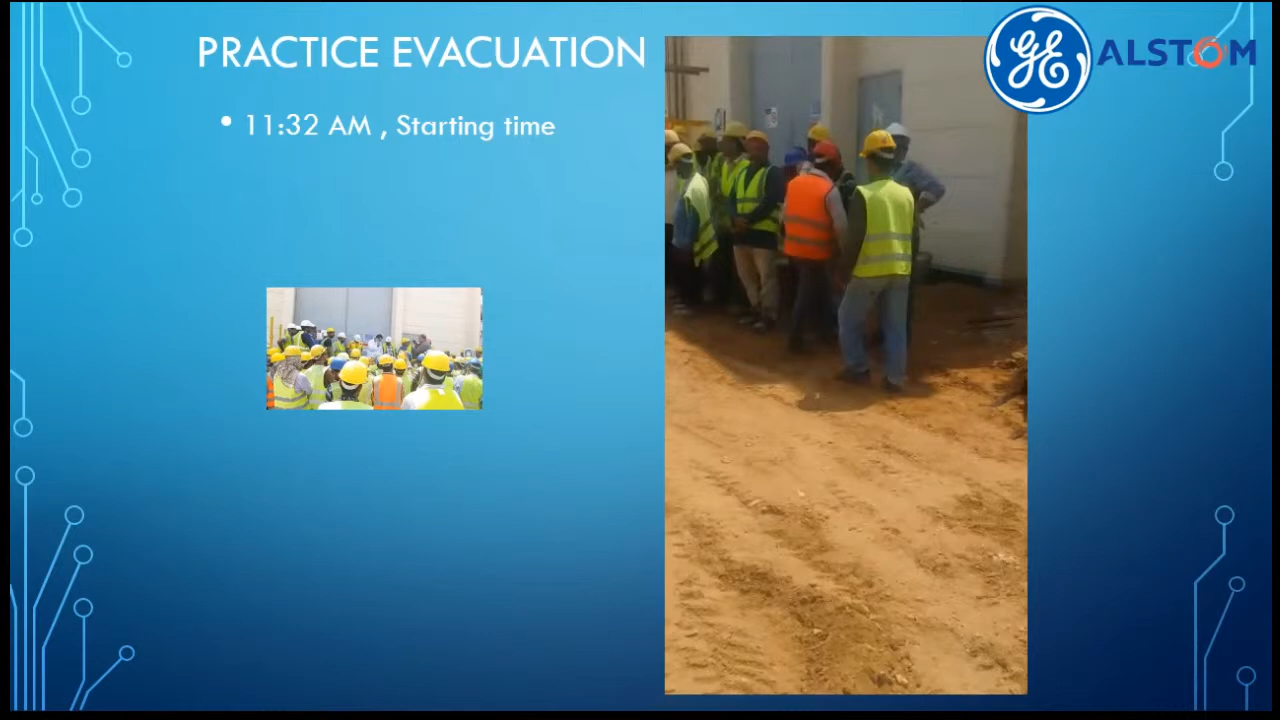 PRACTICE EVACUATION
• 11:32 AM , Starting time
GE
ALSTOM